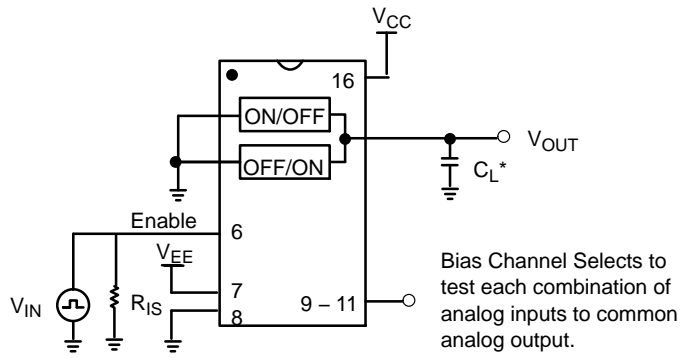 VCC
16
ON/OFF
VOUT
OFF/ON
CL*
Enable
6
VEE
VIN
RIS
7
8
9 – 11
Bias Channel Selects to
test each combination of
analog inputs to common
analog output.